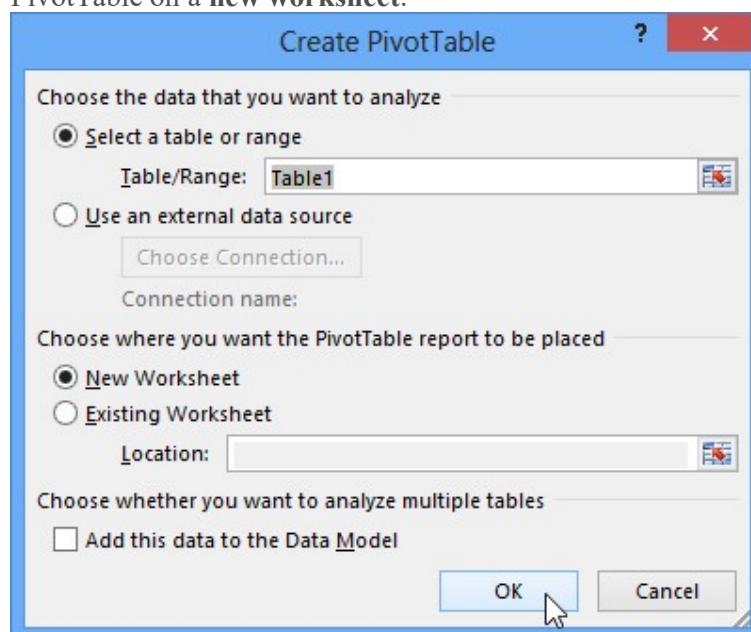 PivotTable on a new worksheet.
Create PivotTable ? ×
Choose the data that you want to analyze
Select a table or range
Table/Range: Table1
Use an external data source
Choose Connection...
Connection name:
Choose where you want the PivotTable report to be placed
New Worksheet
Existing Worksheet
Location:
Choose whether you want to analyze multiple tables
Add this data to the Data Model
OK Cancel